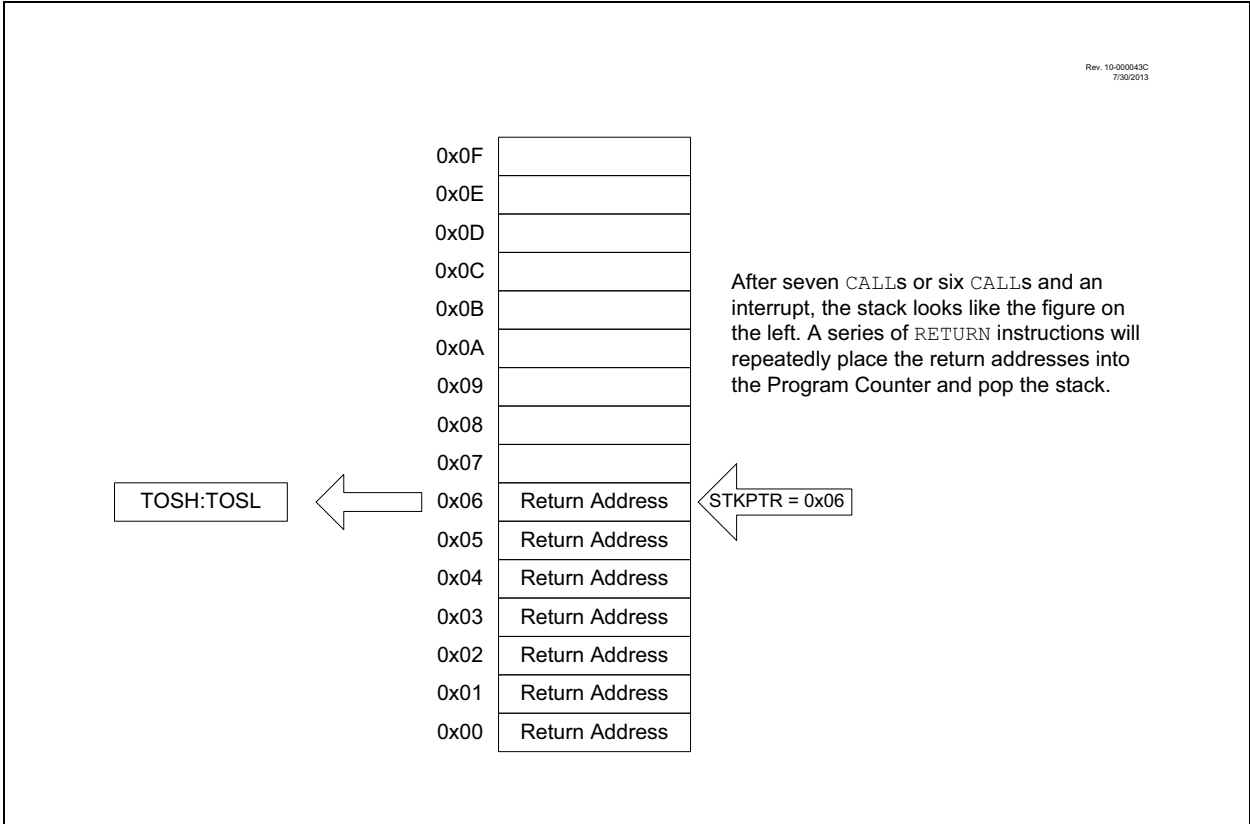 Rev. 10-000043C
7/30/2013
0x0F
0x0E
0x0D
0x0C
0x0B
0x0A
0x09
0x08
0x07
After seven CALLs or six CALLs and an
interrupt, the stack looks like the figure on
the left. A series of RETURN instructions will
repeatedly place the return addresses into
the Program Counter and pop the stack.
TOSH:TOSL
0x06 Return Address
STKPTR = 0x06
0x05 Return Address
0x04 Return Address
0x03 Return Address
0x02 Return Address
0x01 Return Address
0x00 Return Address